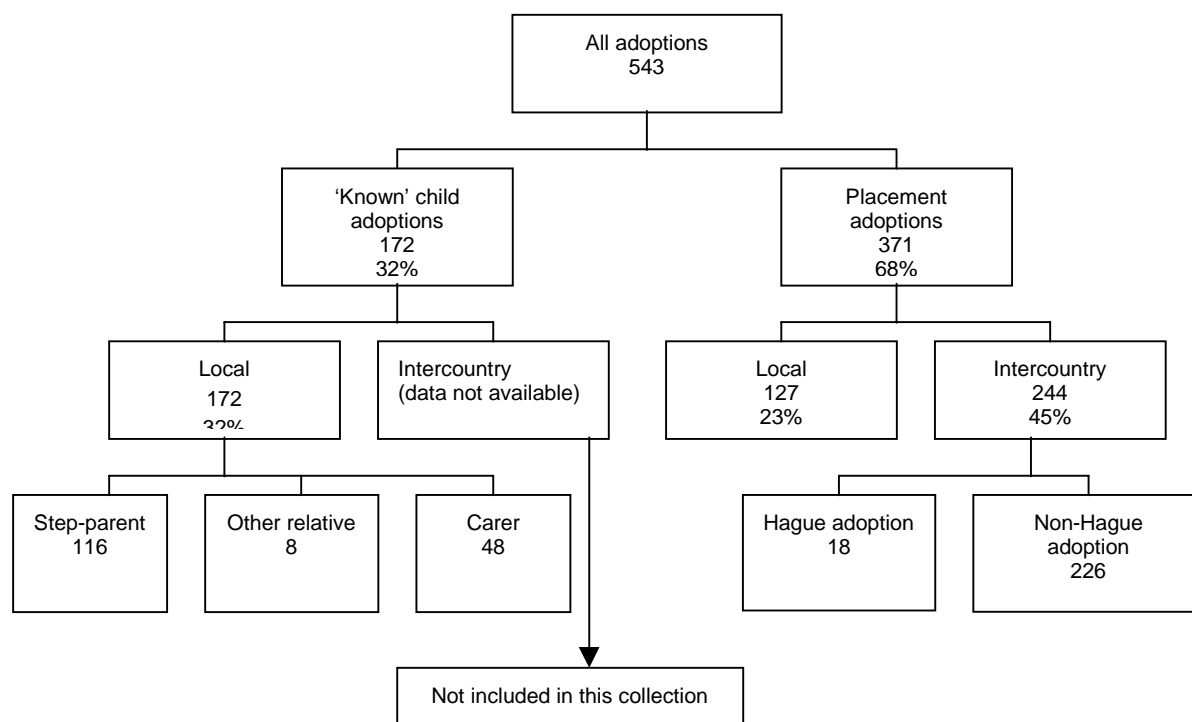 All adoptions
543
‘Known’ child
adoptions
172
32%
Placement
adoptions
371
68%
Local
172
32%
Intercountry
(data not available)
Local
127
23%
Intercountry
244
45%
Step-parent
116
Other relative
8
Carer
48
Hague adoption
18
Non-Hague
adoption
226
Not included in this collection